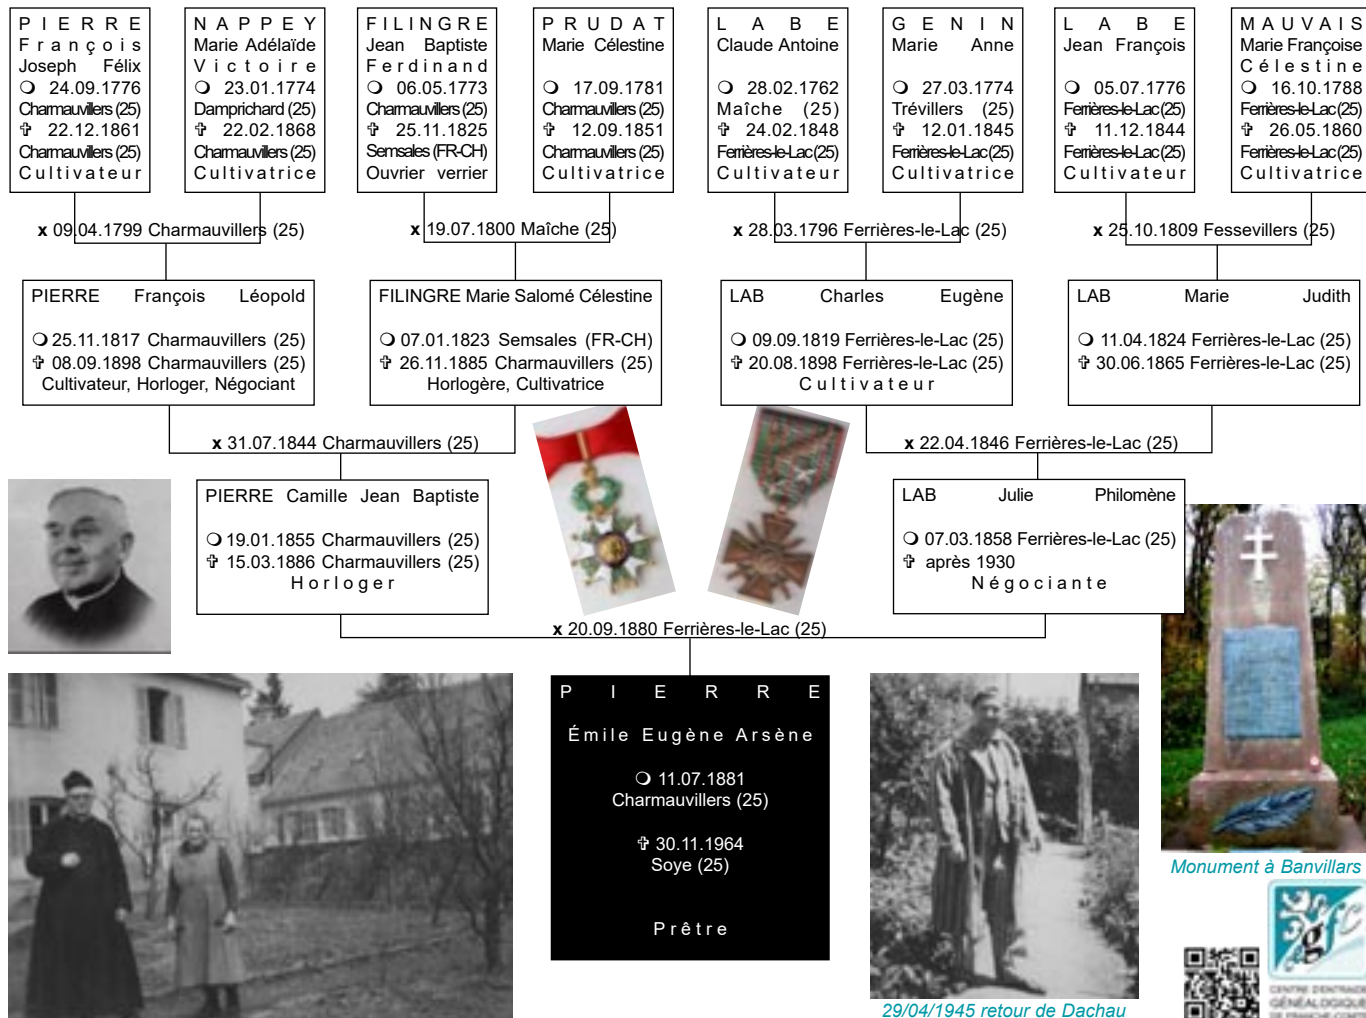 PIERRE
François
Joseph Félix
24.09.1776
Charmauvillers (25)
✞ 22.12.1861
Charmauvillers (25)
Cultivateur
NAPPEY
Marie Adélaïde
Victoire
23.01.1774
Damprichard (25)
✞ 22.02.1868
Charmauvillers (25)
Cultivatrice
FILINGRE
Jean Baptiste
Ferdinand
06.05.1773
Charmauvillers (25)
✞ 25.11.1825
Semsales (FR-CH)
Ouvrier verrier
PRUDAT
Marie Célestine
17.09.1781
Charmauvillers (25)
✞ 12.09.1851
Charmauvillers (25)
Cultivatrice
LABE
Claude Antoine
28.02.1762
Maîche (25)
✞ 24.02.1848
Ferrières-le-Lac (25)
Cultivateur
GENIN
Marie Anne
27.03.1774
Trévillers (25)
✞ 12.01.1845
Ferrières-le-Lac (25)
Cultivatrice
LABE
Jean François
05.07.1776
Ferrières-le-Lac (25)
✞ 11.12.1844
Ferrières-le-Lac (25)
Cultivateur
MAUVAIS
Marie Françoise
Célestine
16.10.1788
Ferrières-le-Lac (25)
✞ 26.05.1860
Ferrières-le-Lac (25)
Cultivatrice
x 09.04.1799 Charmauvillers (25)
x 19.07.1800 Maîche (25)
x 28.03.1796 Ferrières-le-Lac (25)
x 25.10.1809 Fessevillers (25)
PIERRE François Léopold
25.11.1817 Charmauvillers (25)
✞ 08.09.1898 Charmauvillers (25)
Cultivateur, Horloger, Négociant
FILINGRE Marie Salomé Célestine
07.01.1823 Semsales (FR-CH)
✞ 26.11.1885 Charmauvillers (25)
Horlogère, Cultivatrice
LAB Charles Eugène
09.09.1819 Ferrières-le-Lac (25)
✞ 20.08.1898 Ferrières-le-Lac (25)
Cultivateur
LAB Marie Judith
11.04.1824 Ferrières-le-Lac (25)
✞ 30.06.1865 Ferrières-le-Lac (25)
x 31.07.1844 Charmauvillers (25)
x 22.04.1846 Ferrières-le-Lac (25)
PIERRE Camille Jean Baptiste
19.01.1855 Charmauvillers (25)
✞ 15.03.1886 Charmauvillers (25)
Horloger
LAB Julie Philomène
07.03.1858 Ferrières-le-Lac (25)
✞ après 1930
Négociante
x 20.09.1880 Ferrières-le-Lac (25)
PIERRE
Émile Eugène Arsène
11.07.1881
Charmauvillers (25)
✞ 30.11.1964
Soye (25)
Prêtre
Monument à Banvillars
29/04/1945 retour de Dachau
gfc
CENTRE D'ENTRAIDE
GÉNÉALOGIQUE
DE FRANCHE-COMTÉ